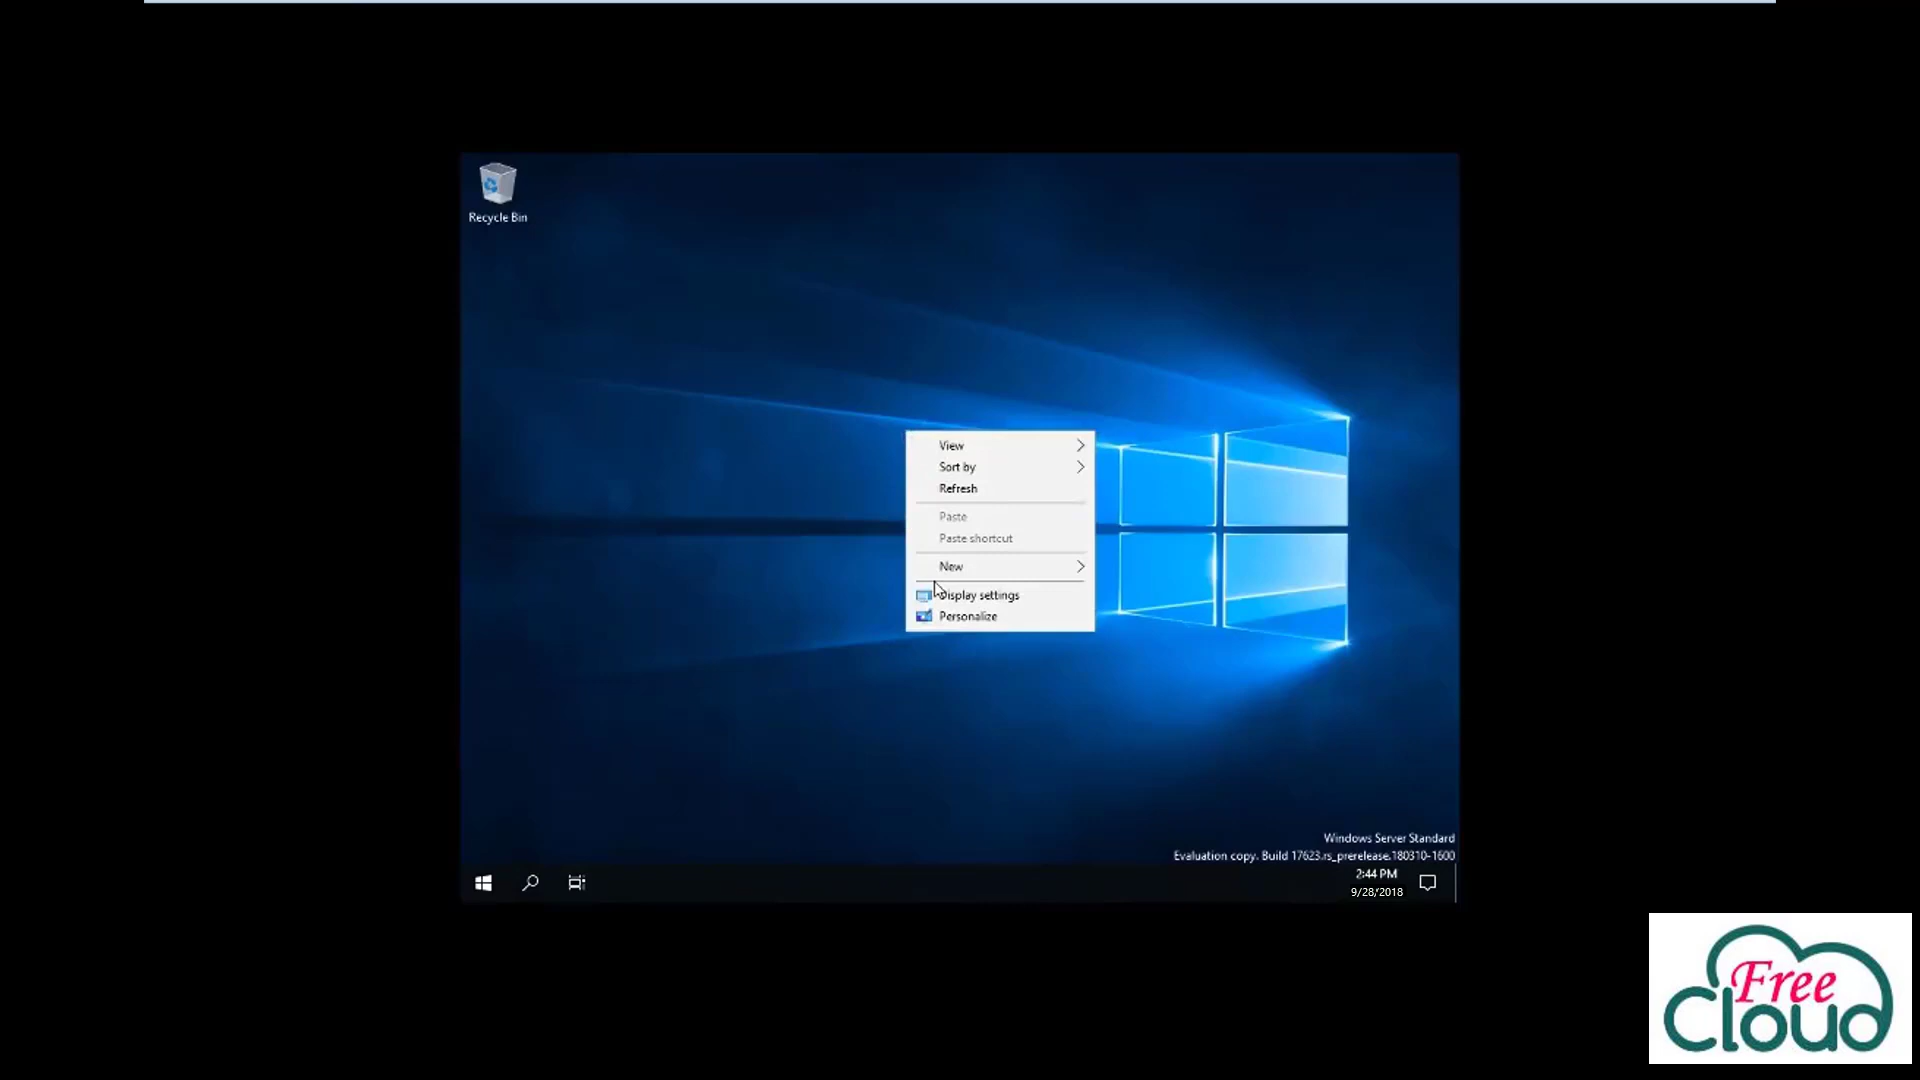 Recycle Bin
View
Sort by
Refresh
Paste
Paste shortcut
New
Display settings
Personalize
Windows Server Standard
Evaluation copy. Build 17623.rs_prerelease.180310-1600
2:44 PM
9/28/2018
Free
Cloud